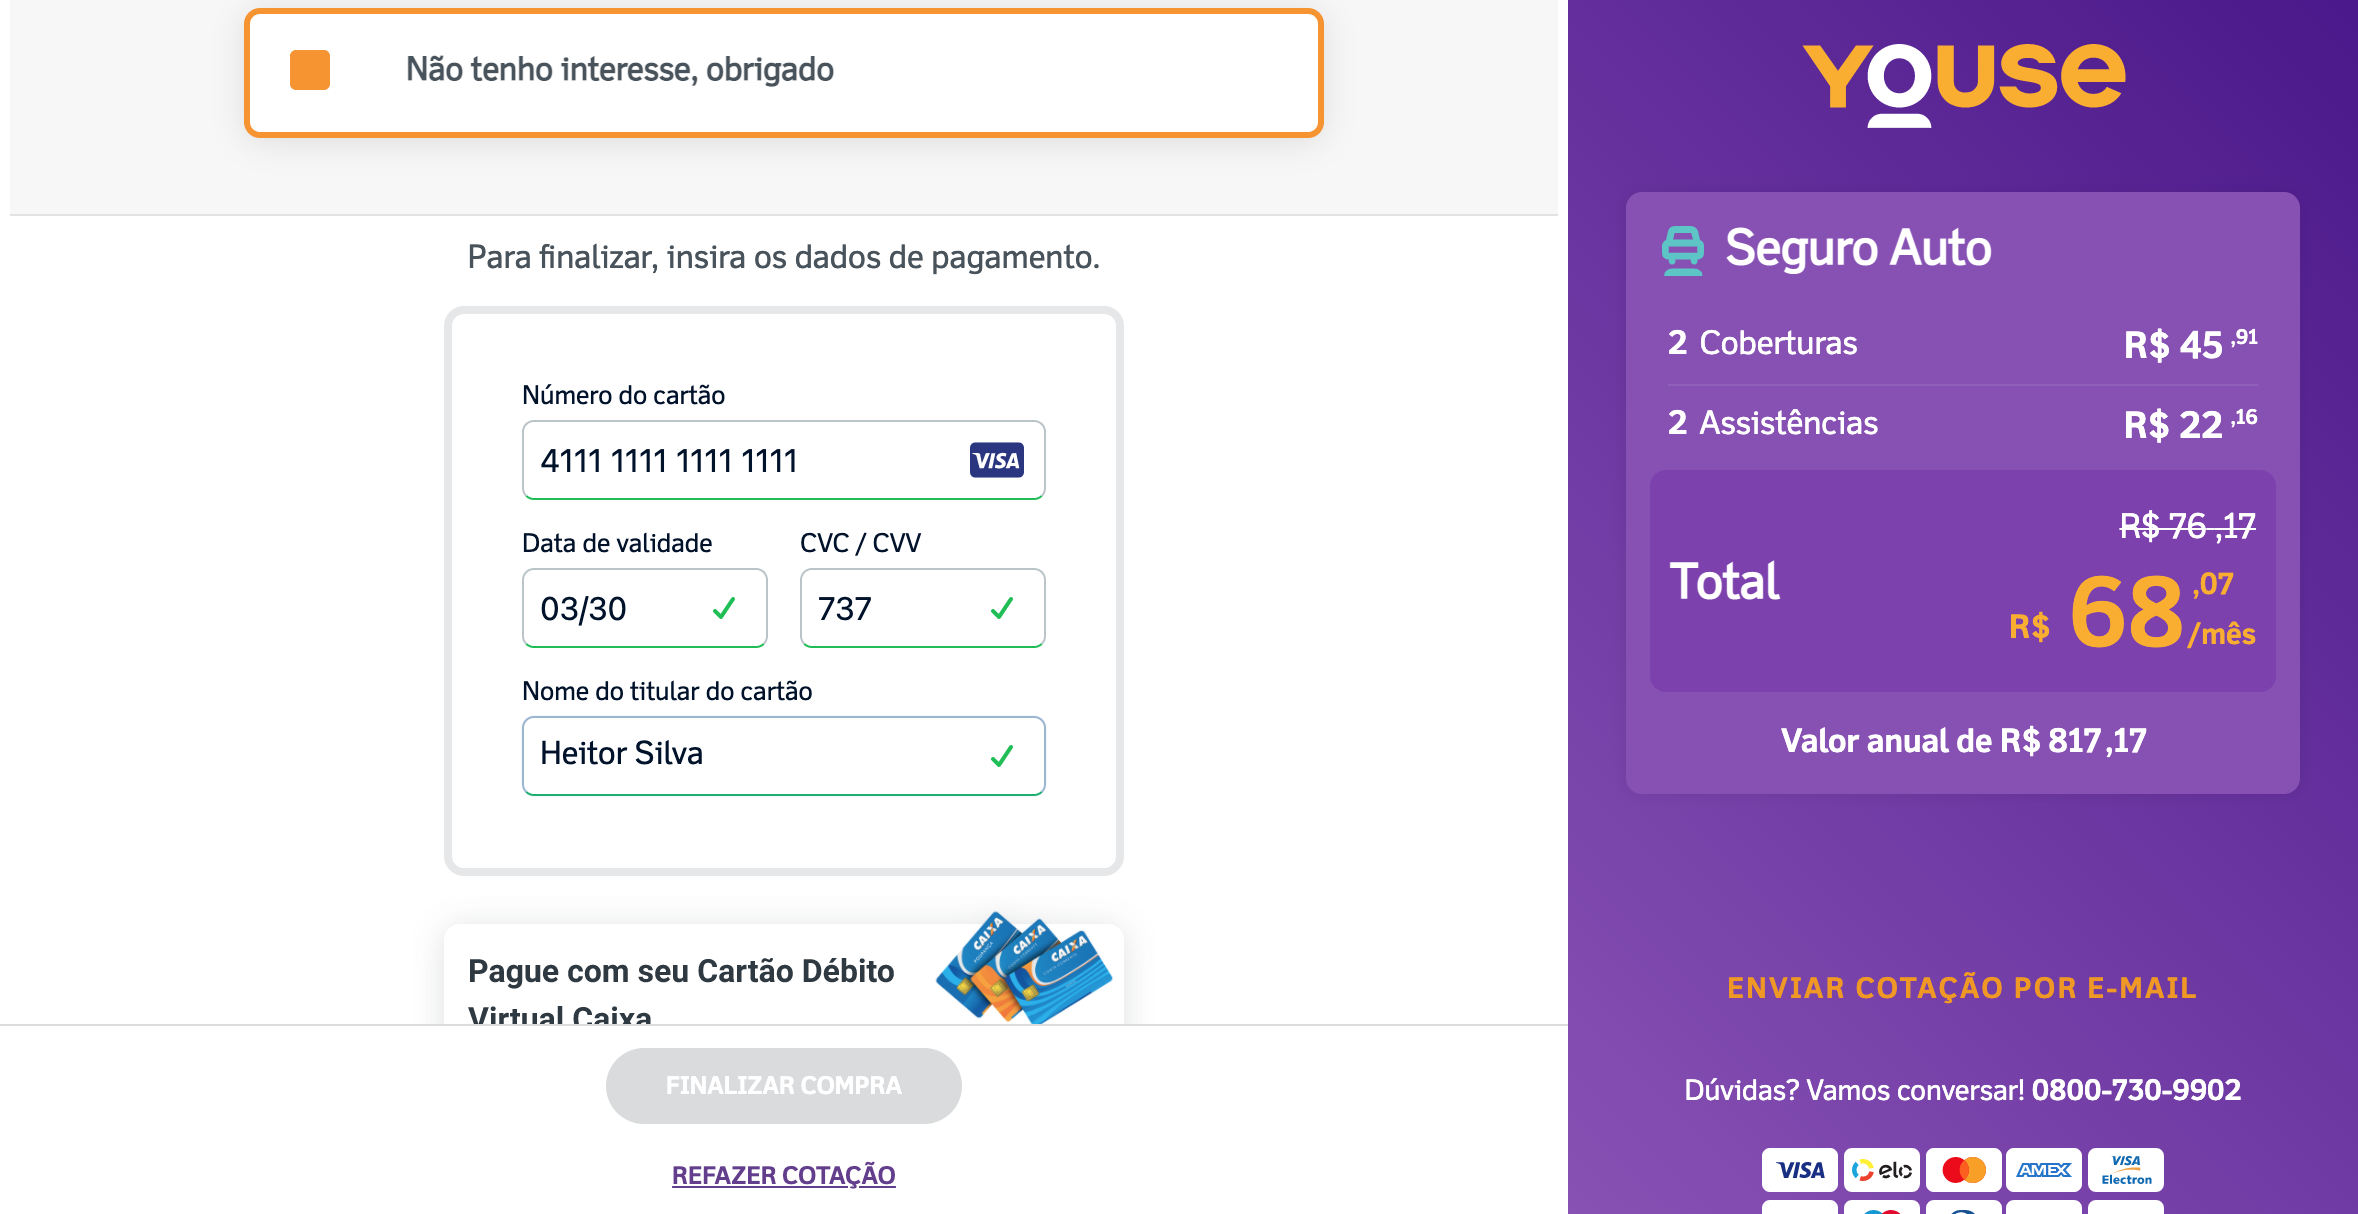 Não tenho interesse, obrigado
Para finalizar, insira os dados de pagamento.
Número do cartão
4111 1111 1111 1111
VISA
Data de validade
CVC / CVV
03/30
737
Nome do titular do cartão
Heitor Silva
Pague com seu Cartão Débito
Virtual Caixa
CAIXA
CAIXA
CAIXA
FINALIZAR COMPRA
REFAZER COTAÇÃO
YOUSE
Seguro Auto
2 Coberturas
R$ 45 ,91
2 Assistências
R$ 22 ,16
R$ 76 ,17
Total
R$ 68 ,07 /mês
Valor anual de R$ 817,17
ENVIAR COTAÇÃO POR E-MAIL
Dúvidas? Vamos conversar! 0800-730-9902
VISA
elo
AMEX
VISA
Electron